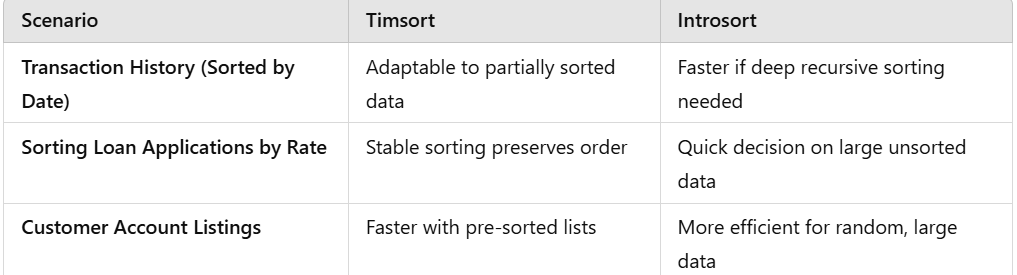 Scenario Timsort Introsort
Transaction History (Sorted by Adaptable to partially sorted Faster if deep recursive sorting
Date) data needed
Sorting Loan Applications by Rate Stable sorting preserves order Quick decision on large unsorted
data
Customer Account Listings Faster with pre-sorted lists More efficient for random, large
data